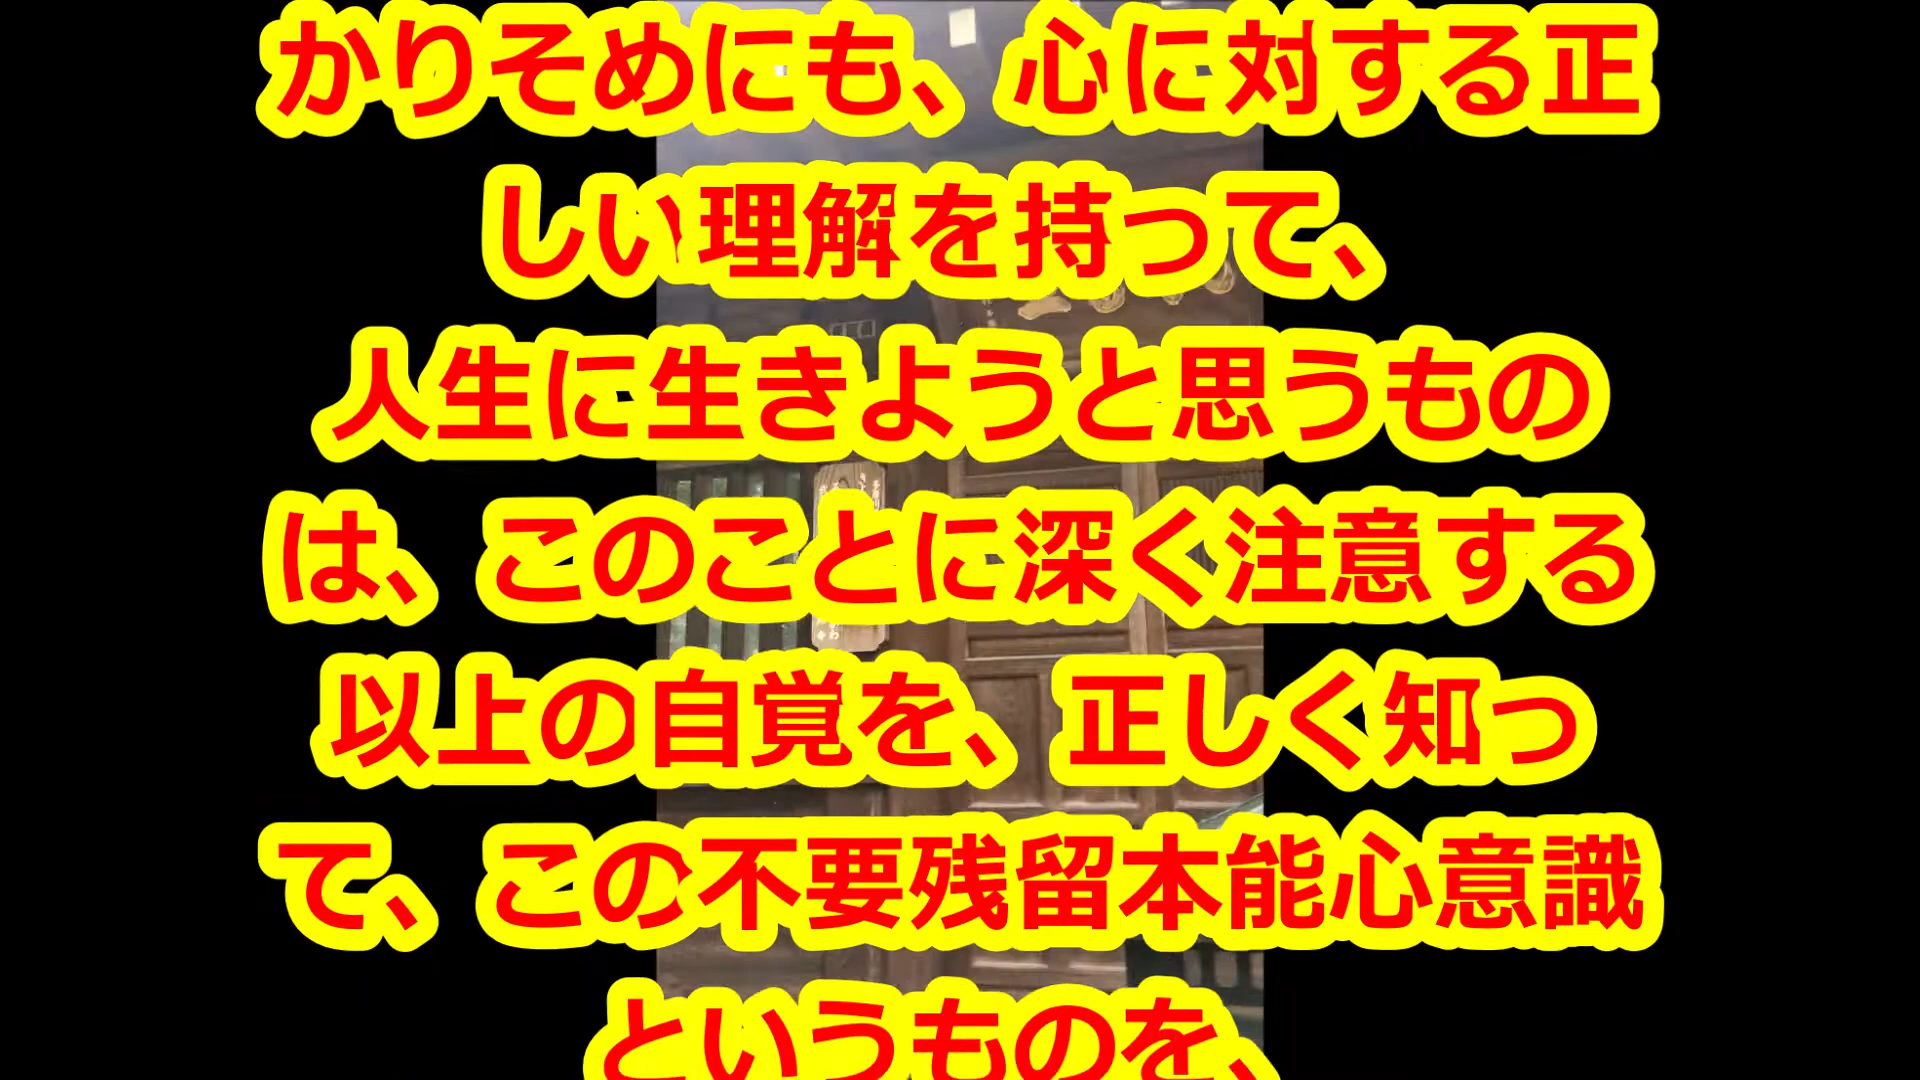 かりそめにも、心に対する正
しい理解を持って、
人生に生きようと思うもの
は、このことに深く注意する
以上の自覚を、正しく知っ
て、この不要残留本能心意識
というものを、